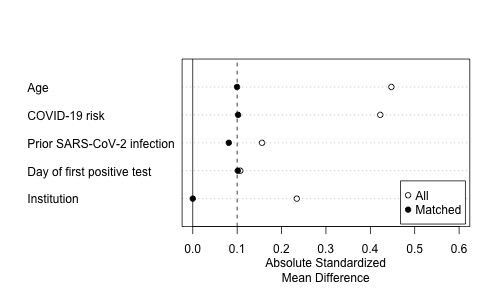 Age
COVID-19 risk
Prior SARS-CoV-2 infection
Day of first positive test
Institution
All
Matched
0.0 0.1 0.2 0.3 0.4 0.5 0.6
Absolute Standardized
Mean Difference